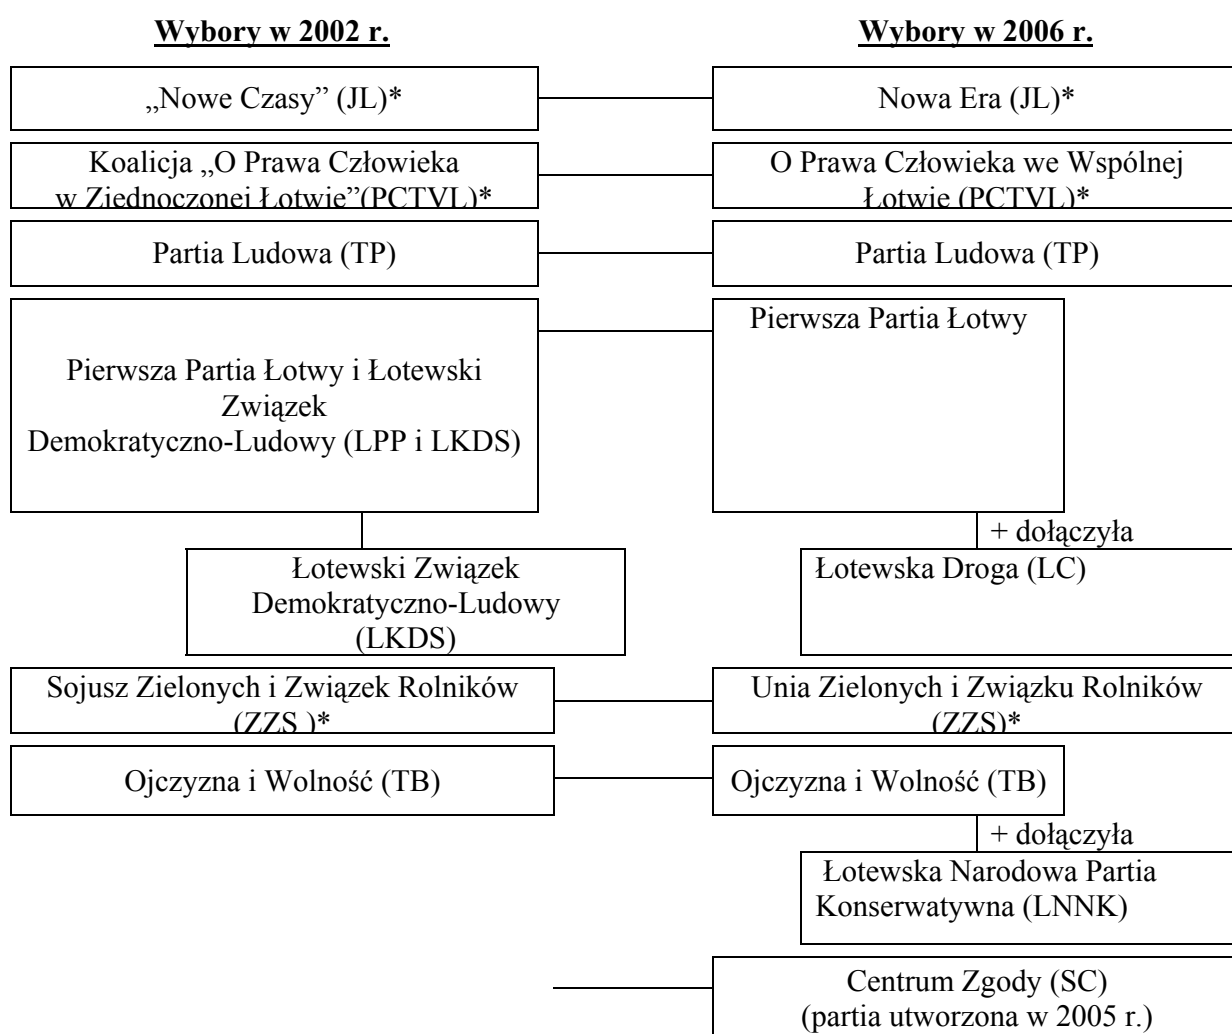 Wybory w 2002 r.
Wybory w 2006 r.
„Nowe Czasy” (JL)*
Nowa Era (JL)*
Koalicja „O Prawa Człowieka
w Zjednoczonej Łotwie”(PCTVL)*
O Prawa Człowieka we Wspólnej
Łotwie (PCTVL)*
Partia Ludowa (TP)
Partia Ludowa (TP)
Pierwsza Partia Łotwy i Łotewski
Związek
Demokratyczno-Ludowy (LPP i LKDS)
Pierwsza Partia Łotwy
+ dołączyła
Łotewski Związek
Demokratyczno-Ludowy
(LKDS)
Łotewska Droga (LC)
Sojusz Zielonych i Związek Rolników
(ZZS )*
Unia Zielonych i Związku Rolników
(ZZS)*
Ojczyzna i Wolność (TB)
Ojczyzna i Wolność (TB)
+ dołączyła
Łotewska Narodowa Partia
Konserwatywna (LNNK)
Centrum Zgody (SC)
(partia utworzona w 2005 r.)